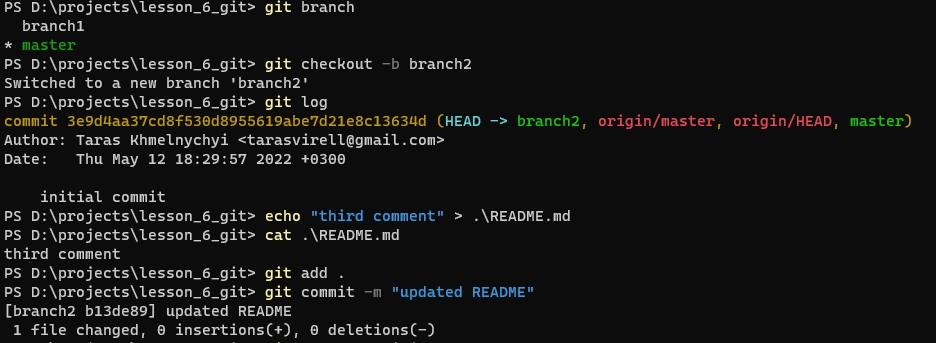 PS D:\projects\lesson_6_git> git branch
  branch1
* master
PS D:\projects\lesson_6_git> git checkout -b branch2
Switched to a new branch 'branch2'
PS D:\projects\lesson_6_git> git log
commit 3e9d4aa37cd8f530d8955619abe7d21e8c13634d (HEAD -> branch2, origin/master, origin/HEAD, master)
Author: Taras Khmelnychyi <tarasvirell@gmail.com>
Date:   Thu May 12 18:29:57 2022 +0300

    initial commit
PS D:\projects\lesson_6_git> echo "third comment" > .\README.md
PS D:\projects\lesson_6_git> cat .\README.md
third comment
PS D:\projects\lesson_6_git> git add .
PS D:\projects\lesson_6_git> git commit -m "updated README"
[branch2 b13de89] updated README
 1 file changed, 0 insertions(+), 0 deletions(-)